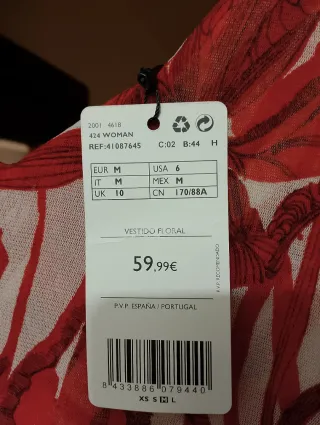 2001 4618
424 WOMAN
REF:41087645 C:02 B:44 H
EUR M USA 6
IT M MEX M
UK 10 CN 170/88A
VESTIDO FLORAL
59,99€
P.V.P. ESPAÑA / PORTUGAL
8 433886 079440
XS S M L